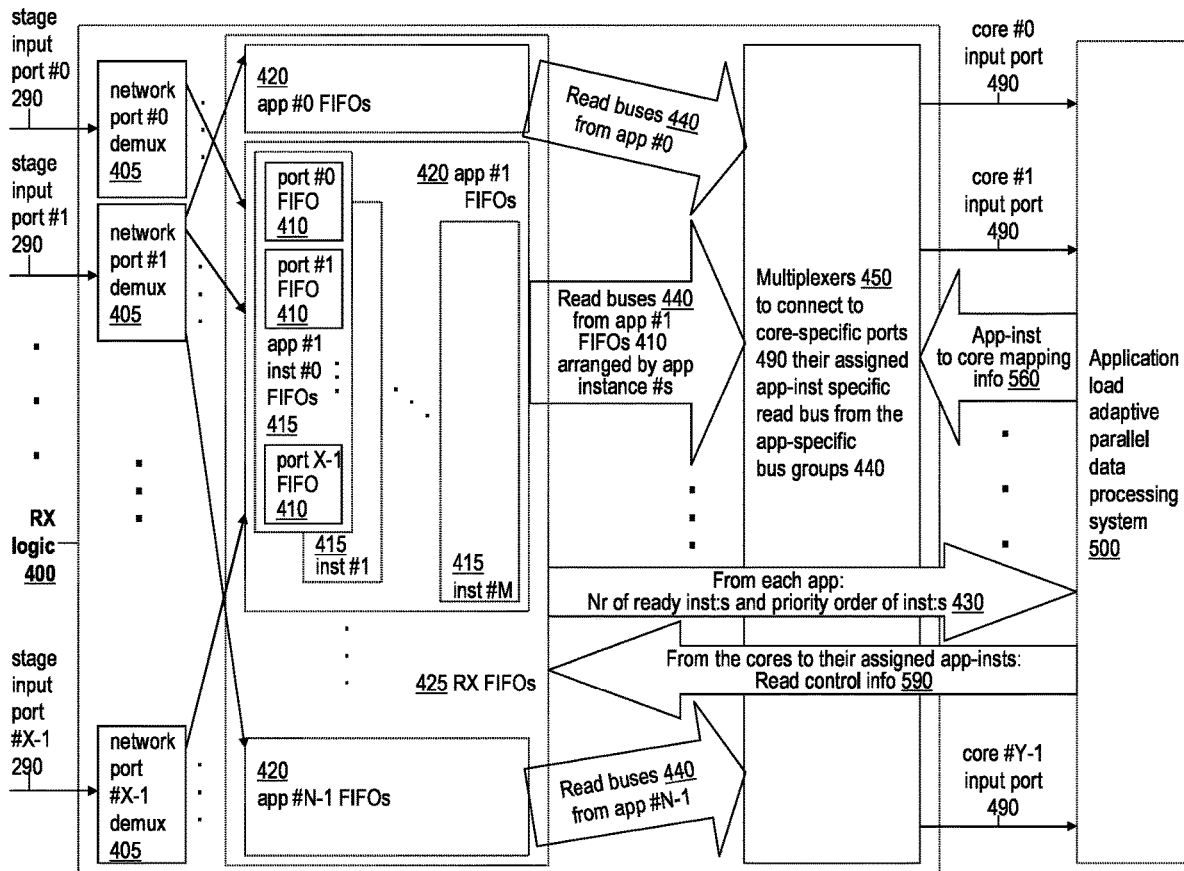 stage
input
port #0
290
stage
input
port #1
290
RX
logic
400
stage
input
port
#X-1
290
network
port #0
demux
405
network
port #1
demux
405
network
port
#X-1
demux
405
420
app #0 FIFOs
port #0
FIFO
410
port #1
FIFO
410
app #1
inst #0
FIFOs
415
port X-1
FIFO
410
415
inst #1
420 app #1
FIFOs
415
inst #M
425 RX FIFOs
420
app #N-1 FIFOs
Read buses 440
from app #0
Read buses 440
from app #1
FIFOs 410
arranged by app
instance #s
Multiplexers 450
to connect to
core-specific ports
490 their assigned
app-inst specific
read bus from the
app-specific
bus groups 440
From each app:
Nr of ready inst:s and priority order of inst:s 430
From the cores to their assigned app-insts:
Read control info 590
Read buses 440
from app #N-1
core #0
input port
490
core #1
input port
490
App-inst
to core mapping
info 560
core #Y-1
input port
490
Application
load
adaptive
parallel
data
processing
system
500